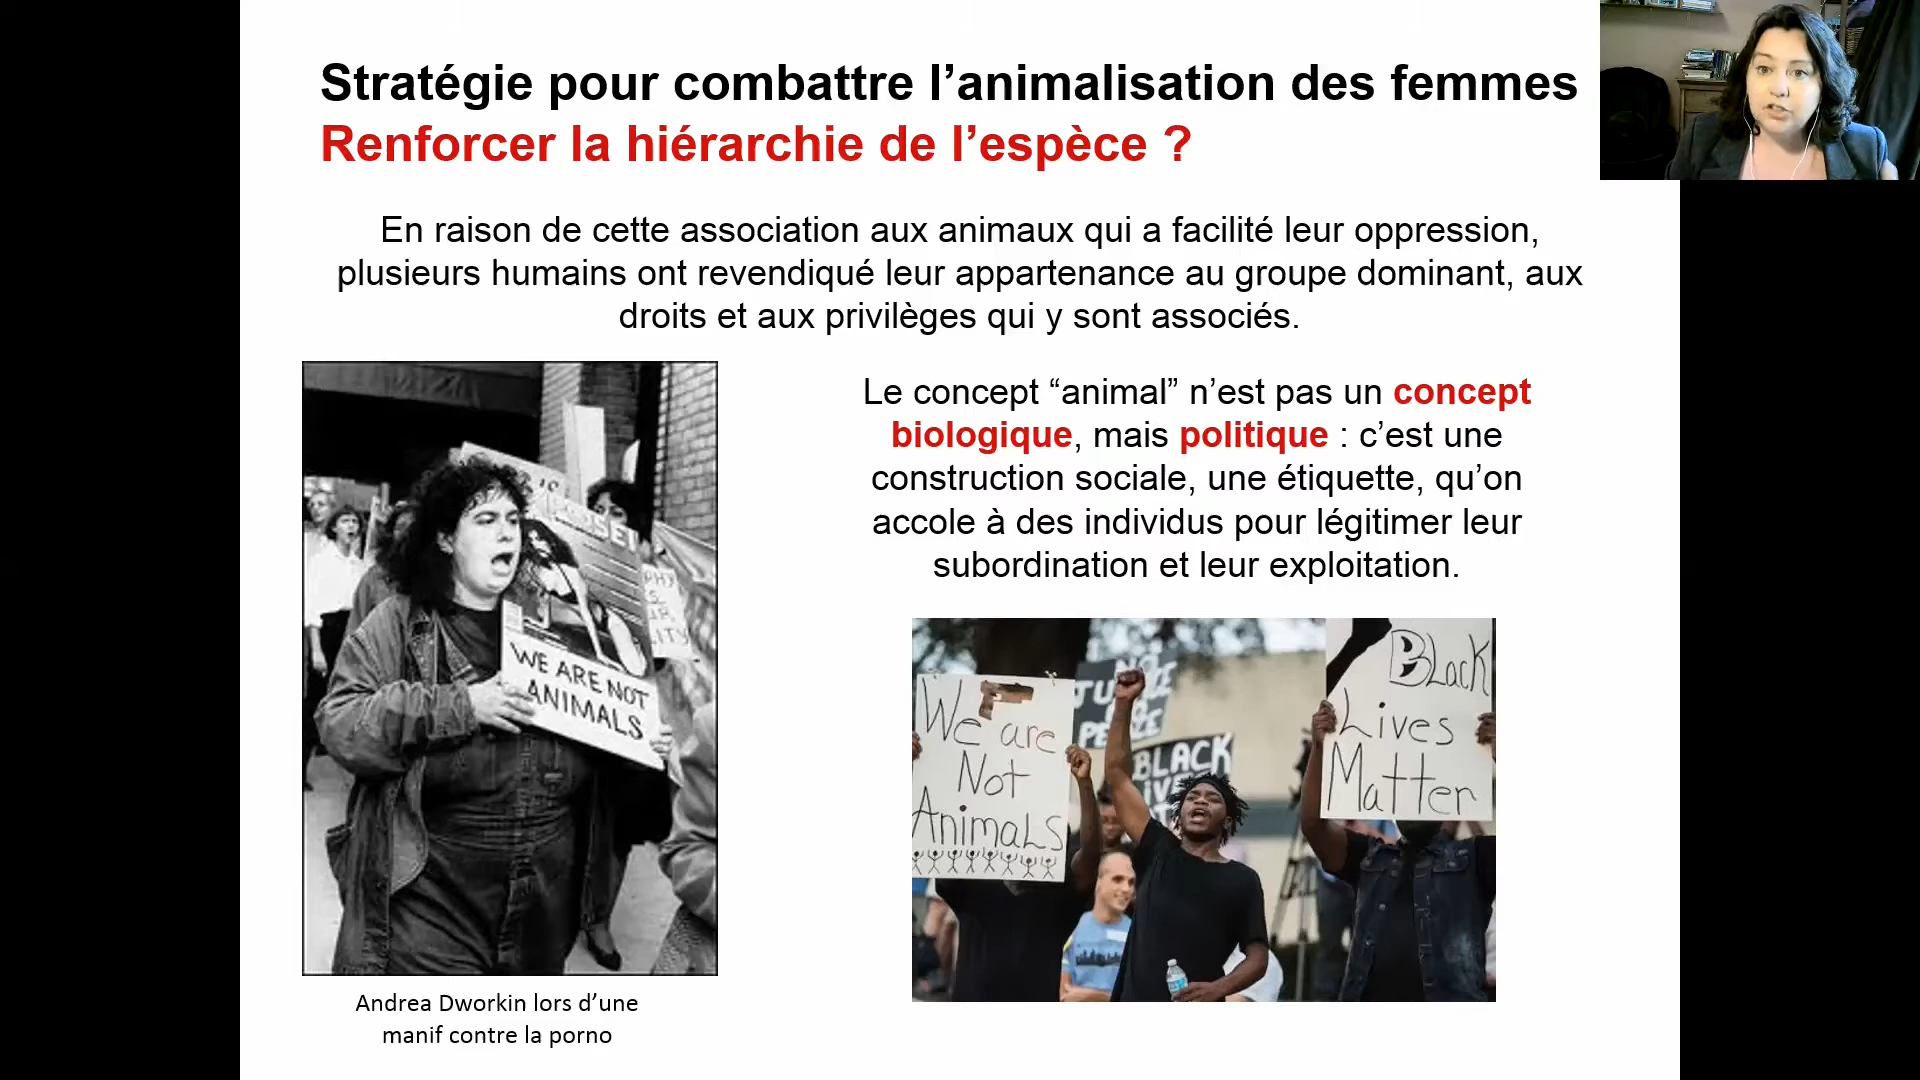 Stratégie pour combattre l’animalisation des femmes
Renforcer la hiérarchie de l’espèce ?
En raison de cette association aux animaux qui a facilité leur oppression,
plusieurs humains ont revendiqué leur appartenance au groupe dominant, aux
droits et aux privilèges qui y sont associés.
Le concept “animal” n’est pas un concept
biologique, mais politique : c’est une
construction sociale, une étiquette, qu’on
accole à des individus pour légitimer leur
subordination et leur exploitation.
WE ARE NOT
ANIMALS
We are
Not
Animals
NO
JUSTICE
NO
PEACE
BLACK
Black
Lives
Matter
Andrea Dworkin lors d’une
manif contre la porno